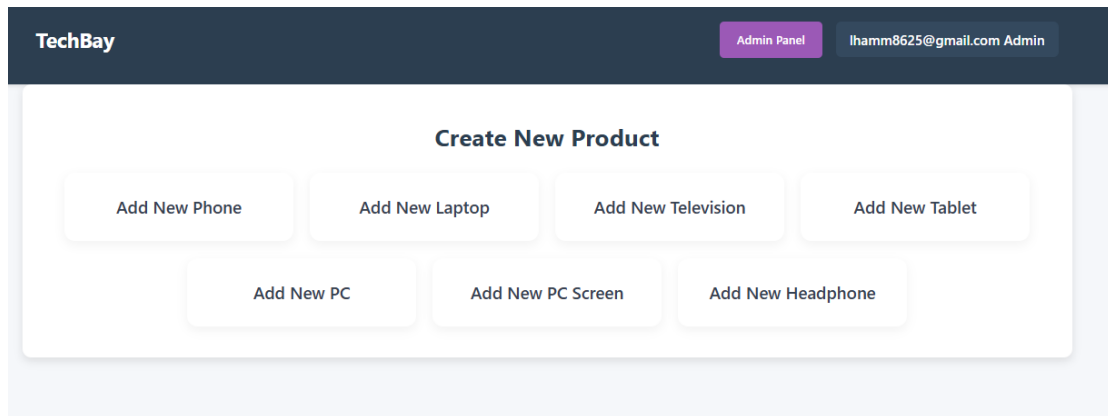 TechBay
Admin Panel
lhamm8625@gmail.com Admin
Create New Product
Add New Phone
Add New Laptop
Add New Television
Add New Tablet
Add New PC
Add New PC Screen
Add New Headphone